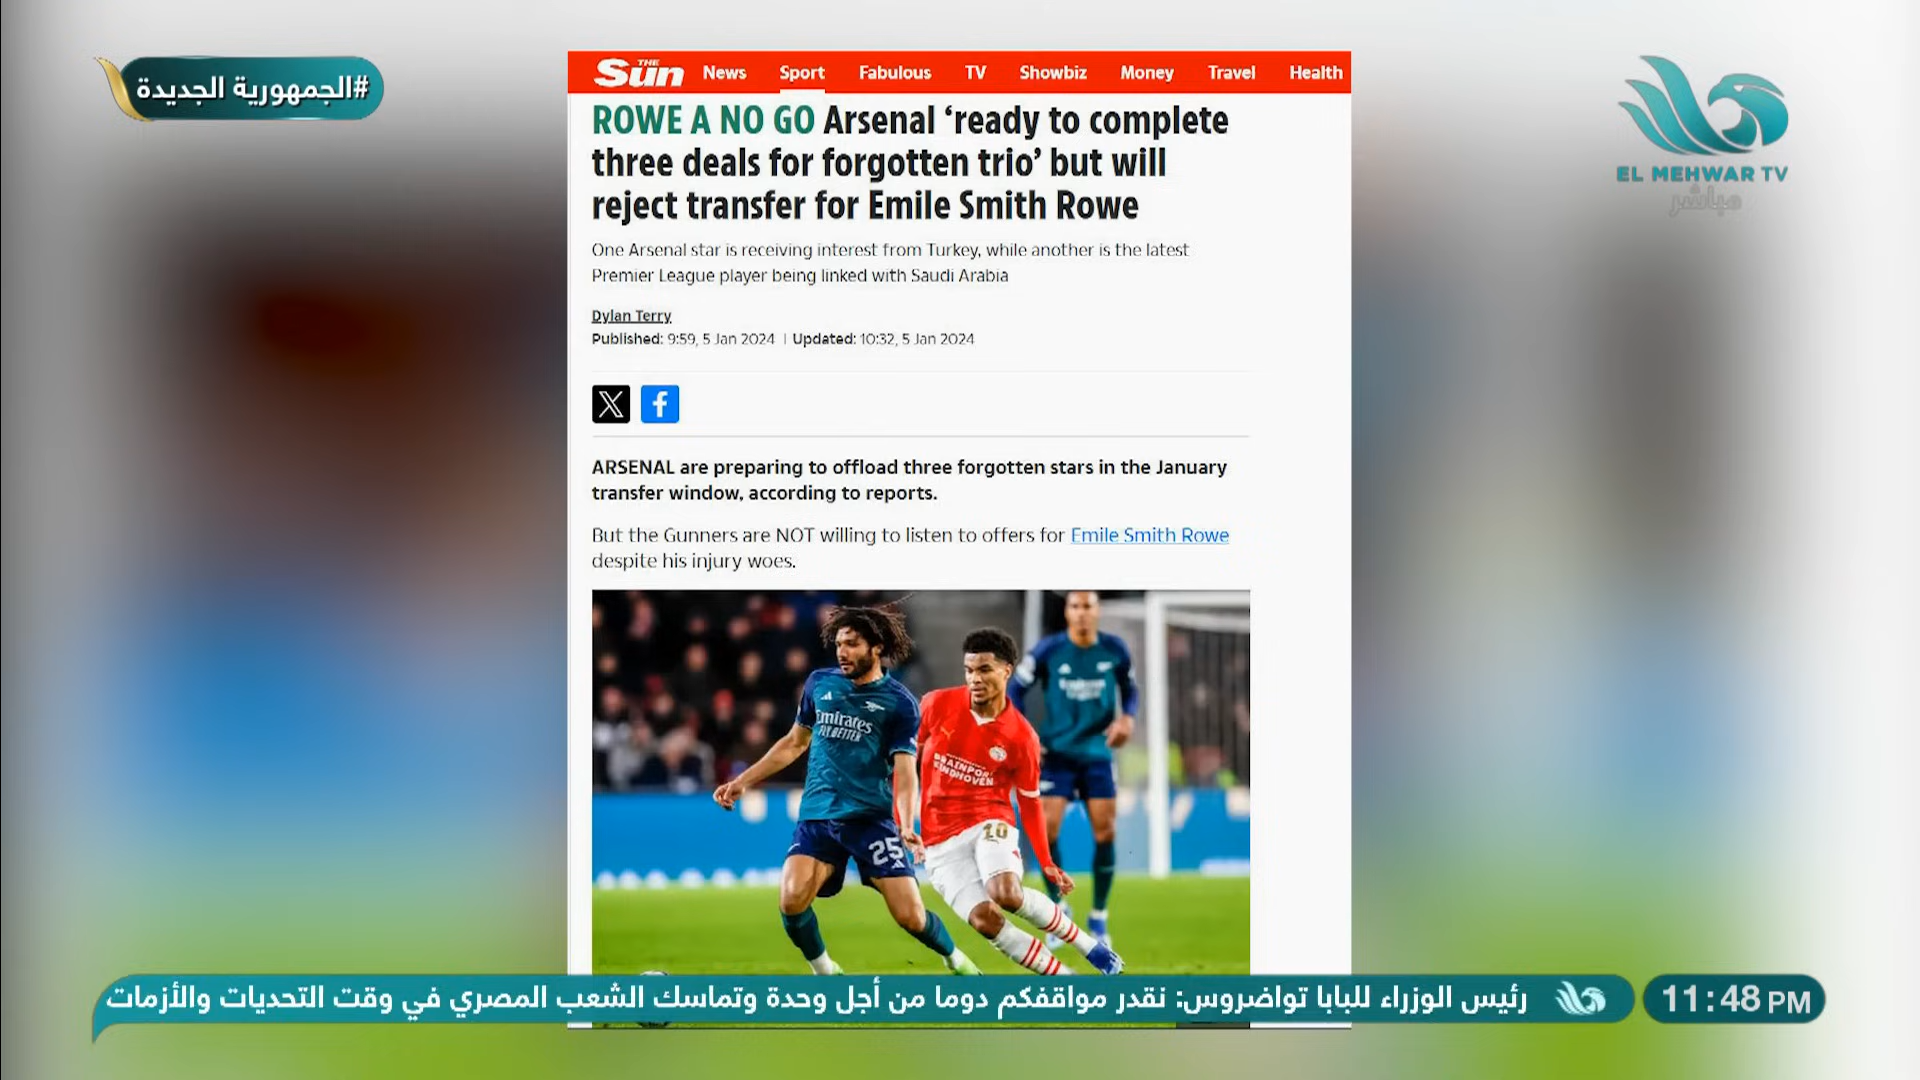 #الجمهورية الجديدة
EL MEHWAR TV
مباشر
THE Sun News Sport Fabulous TV Showbiz Money Travel Health
ROWE A NO GO Arsenal ‘ready to complete
three deals for forgotten trio’ but will
reject transfer for Emile Smith Rowe
One Arsenal star is receiving interest from Turkey, while another is the latest
Premier League player being linked with Saudi Arabia
Dylan Terry
Published: 9:59, 5 Jan 2024 | Updated: 10:32, 5 Jan 2024
ARSENAL are preparing to offload three forgotten stars in the January
transfer window, according to reports.
But the Gunners are NOT willing to listen to offers for Emile Smith Rowe
despite his injury woes.
Emirates
FLY BETTER
25
BRAINPORT
EINDHOVEN
10
رئيس الوزراء للبابا تواضروس: نقدر مواقفكم دوما من أجل وحدة وتماسك الشعب المصري في وقت التحديات والأزمات
11:48 PM